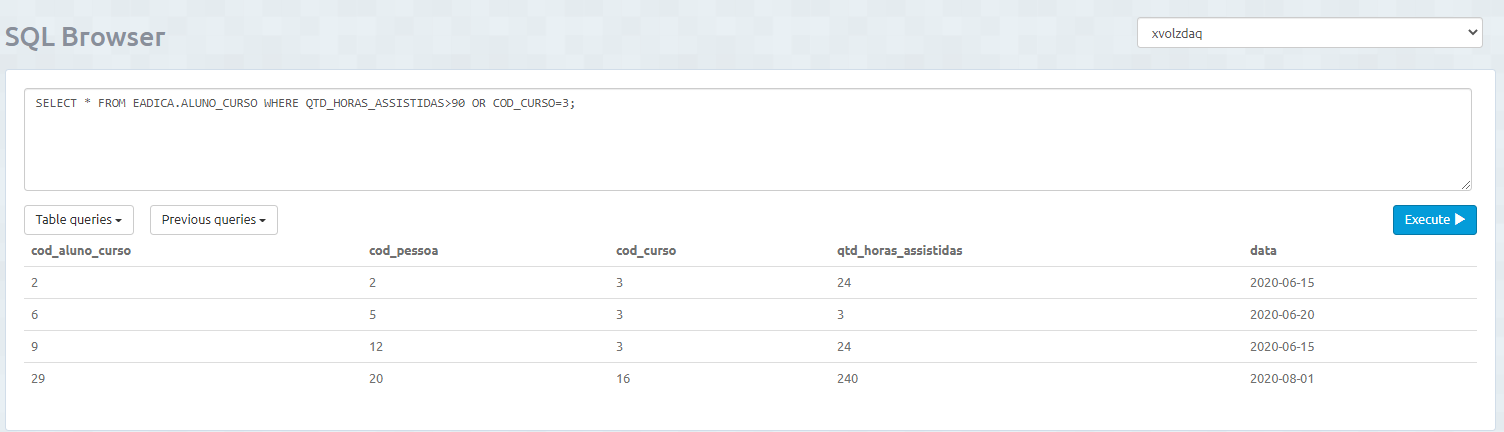 SQL Browser
xvolzdaq
SELECT * FROM EADICA.ALUNO_CURSO WHERE QTD_HORAS_ASSISTIDAS>90 OR COD_CURSO=3;
Table queries Previous queries Execute
cod_aluno_curso cod_pessoa cod_curso qtd_horas_assistidas data
2 2 3 24 2020-06-15
6 5 3 3 2020-06-20
9 12 3 24 2020-06-15
29 20 16 240 2020-08-01